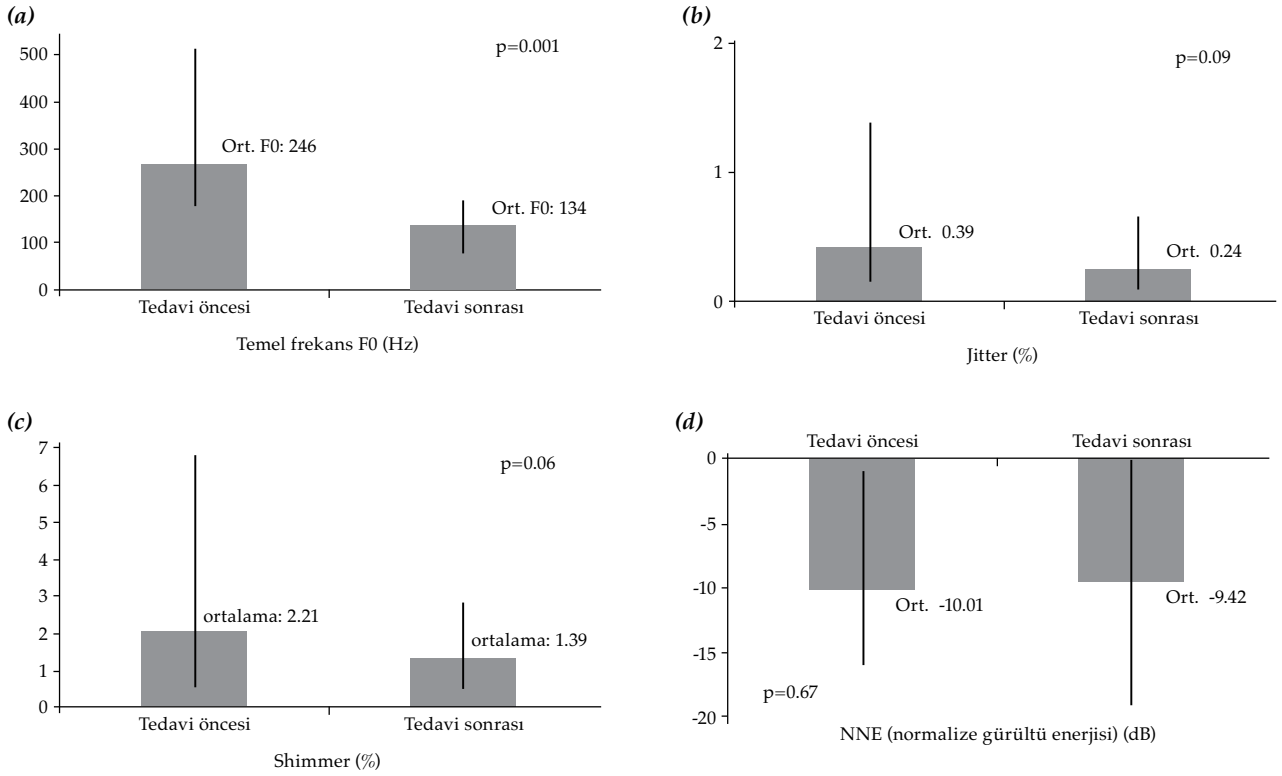 (a)
500
400
300
200
100
0
p=0.001
Ort. F0: 246
Ort. F0: 134
Tedavi öncesi
Tedavi sonrası
Temel frekans F0 (Hz)
(b)
2
1
0
p=0.09
Ort. 0.39
Ort. 0.24
Tedavi öncesi
Tedavi sonrası
Jitter (%)
(c)
7
6
5
4
3
2
1
0
p=0.06
ortalama: 2.21
ortalama: 1.39
Tedavi öncesi
Tedavi sonrası
Shimmer (%)
(d)
Tedavi öncesi
Tedavi sonrası
0
-5
-10
-15
-20
Ort. -10.01
Ort. -9.42
p=0.67
NNE (normalize gürültü enerjisi) (dB)